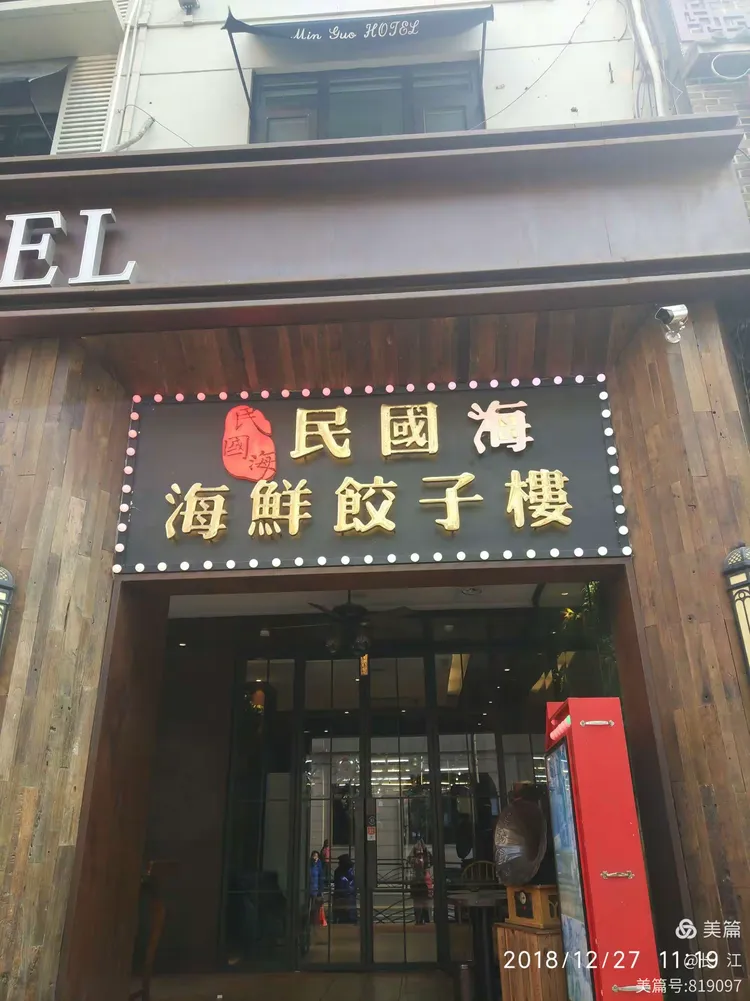 Min Guo HOTEL
EL
民國海
民國海
海鮮餃子樓
美篇
2018/12/27 11:19
江
美篇号:819097